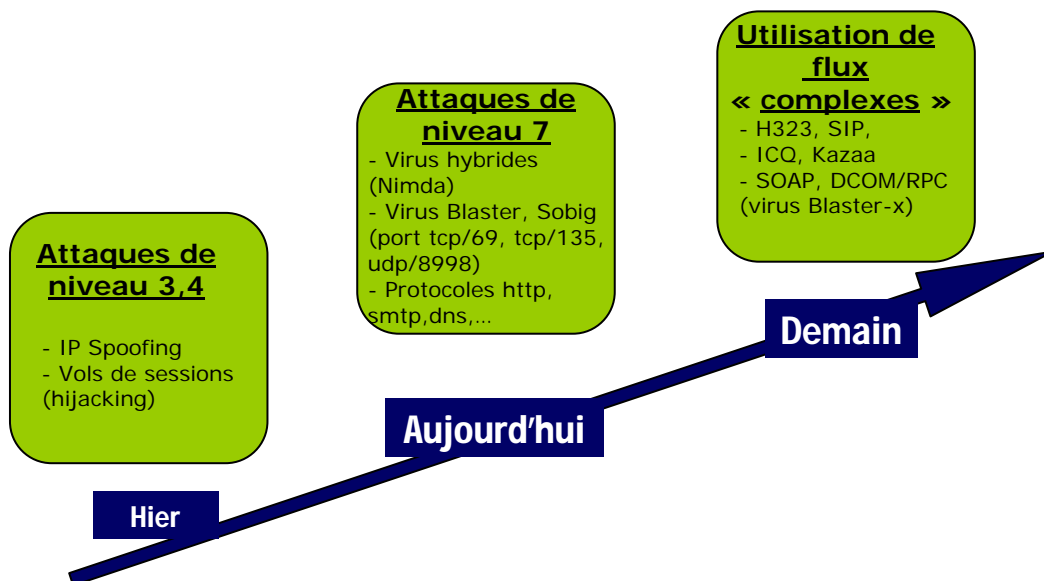 Attaques de
niveau 3,4
- IP Spoofing
- Vols de sessions
(hijacking)
Hier
Attaques de
niveau 7
- Virus hybrides
(Nimda)
- Virus Blaster, Sobig
(port tcp/69, tcp/135,
udp/8998)
- Protocoles http,
smtp,dns,...
Aujourd'hui
Utilisation de
flux
« complexes »
- H323, SIP,
- ICQ, Kazaa
- SOAP, DCOM/RPC
(virus Blaster-x)
Demain